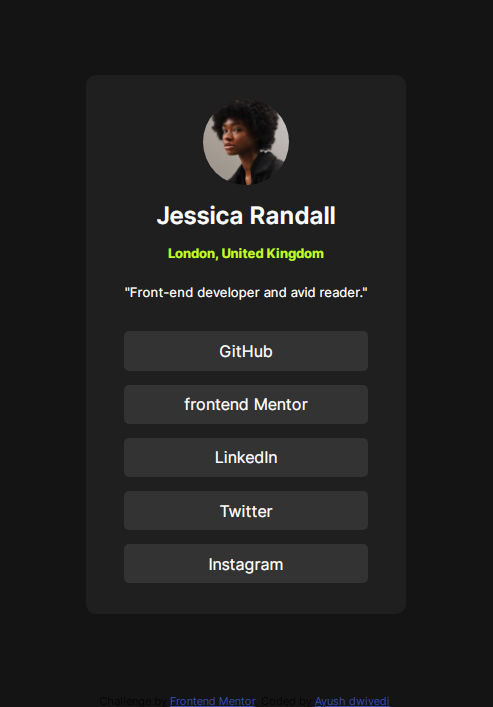 Jessica Randall
London, United Kingdom
"Front-end developer and avid reader."
GitHub
frontend Mentor
LinkedIn
Twitter
Instagram
Challenge by Frontend Mentor. Coded by Ayush dwivedi.